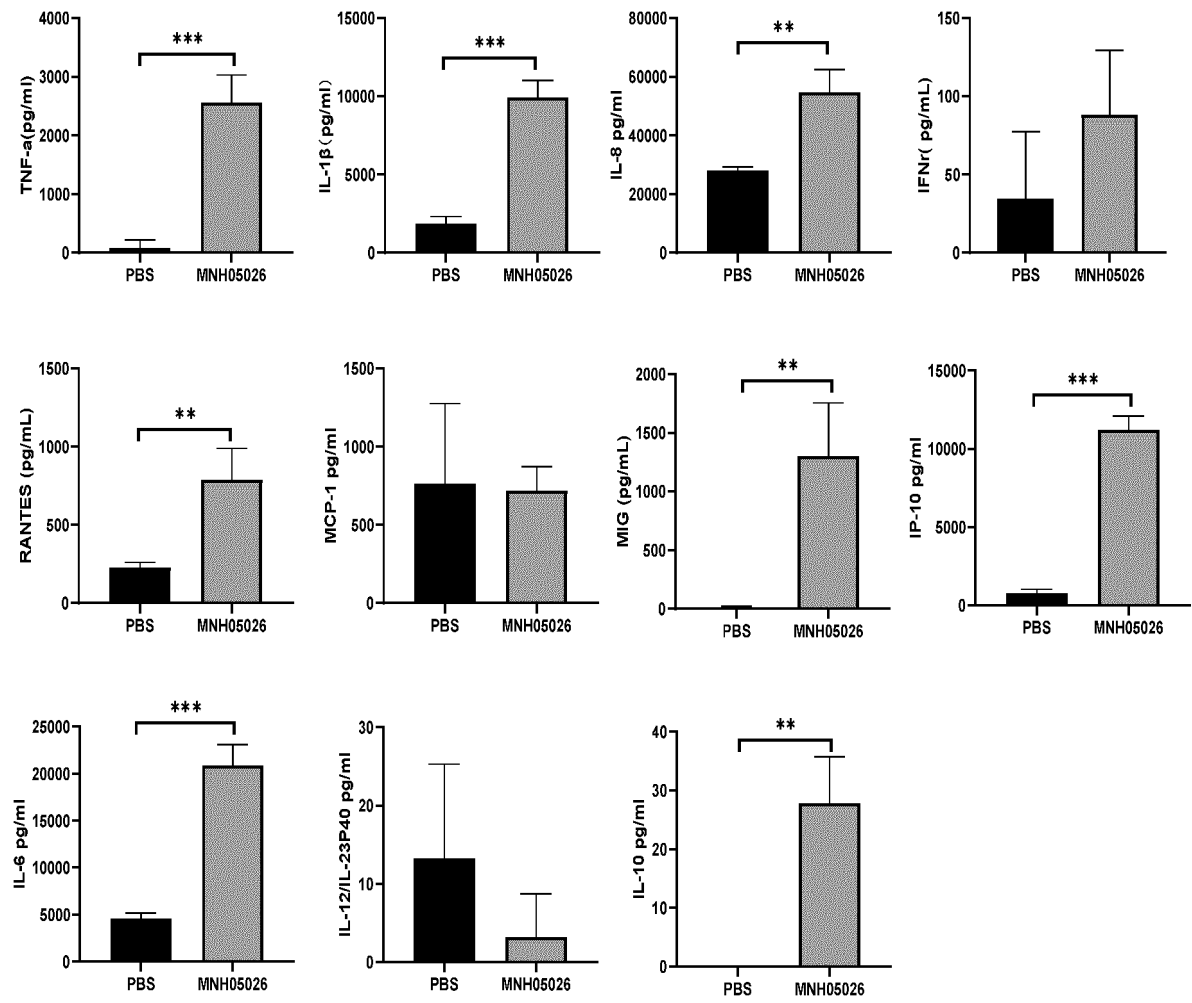 TNF-a(pg/ml)
4000
3000
2000
1000
0
***
PBS MNH05026
IL-1β(pg/ml)
15000
10000
5000
0
***
PBS MNH05026
IL-8 pg/ml
80000
60000
40000
20000
0
**
PBS MNH05026
IFNr( pg/mL)
150
100
50
0
PBS MNH05026
RANTES (pg/mL)
1500
1000
500
0
**
PBS MNH05026
MCP-1 pg/ml
1500
1000
500
0
PBS MNH05026
MIG (pg/mL)
2000
1500
1000
500
0
**
PBS MNH05026
IP-10 pg/ml
15000
10000
5000
0
***
PBS MNH05026
IL-6 pg/ml
25000
20000
15000
10000
5000
0
***
PBS MNH05026
IL-12/IL-23P40 pg/ml
30
20
10
0
PBS MNH05026
IL-10 pg/ml
40
30
20
10
0
**
PBS MNH05026